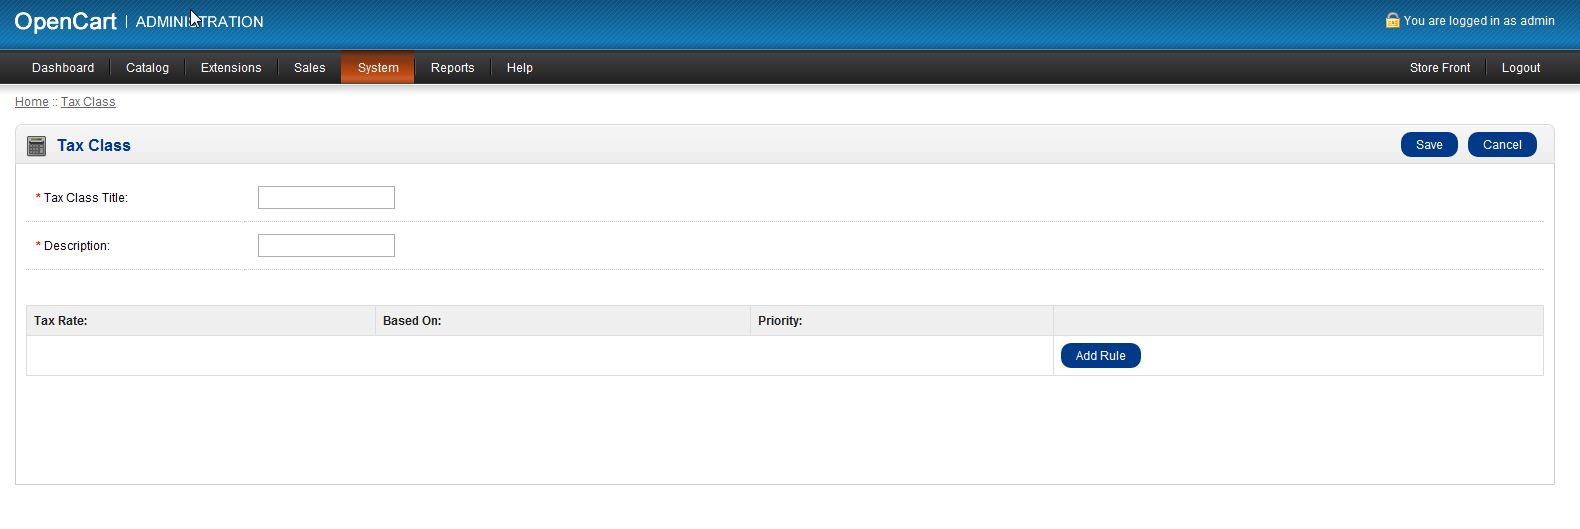 OpenCart | ADMINISTRATION You are logged in as admin
Dashboard Catalog Extensions Sales System Reports Help Store Front Logout
Home :: Tax Class
Tax Class Save Cancel
* Tax Class Title:
* Description:
Tax Rate: Based On: Priority:
Add Rule